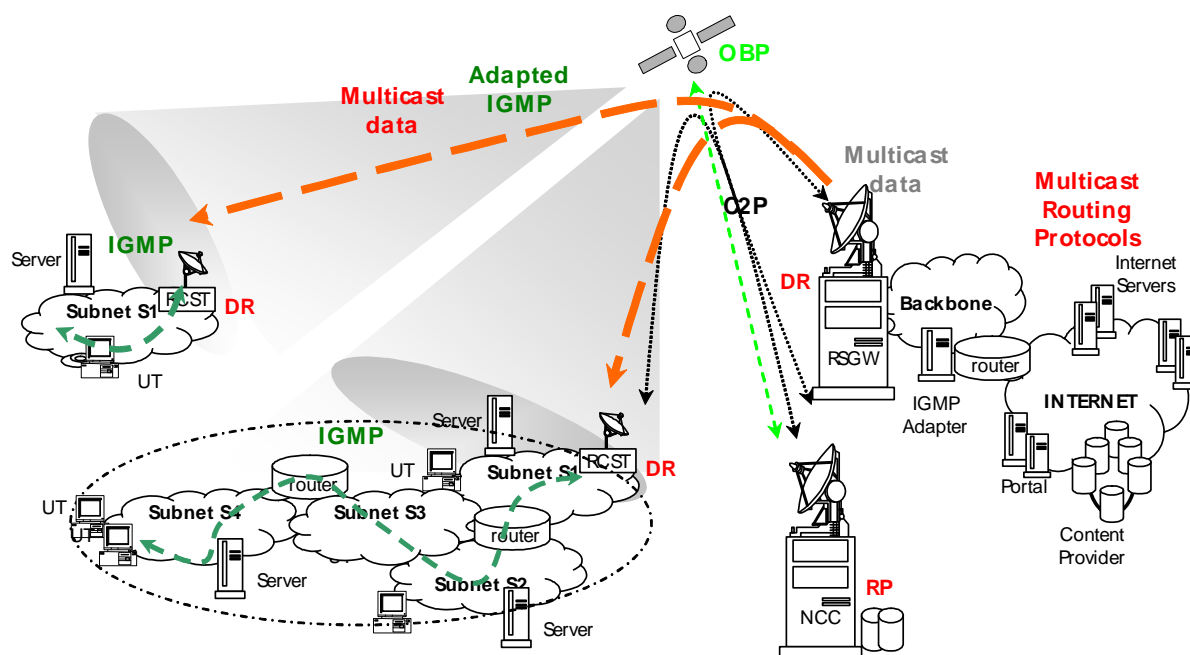 OBP
Adapted
IGMP
Multicast
data
Multicast
data
C2P
Multicast
Routing
Protocols
IGMP
Server
RCST
DR
Subnet S1
UT
DR
Backbone
Internet
Servers
RSGW
router
IGMP
Adapter
INTERNET
Portal
Content
Provider
IGMP
Server
UT
Subnet S1
RCST
DR
router
UT
UT
Subnet S4
Subnet S3
router
Server
Subnet S2
Server
RP
NCC